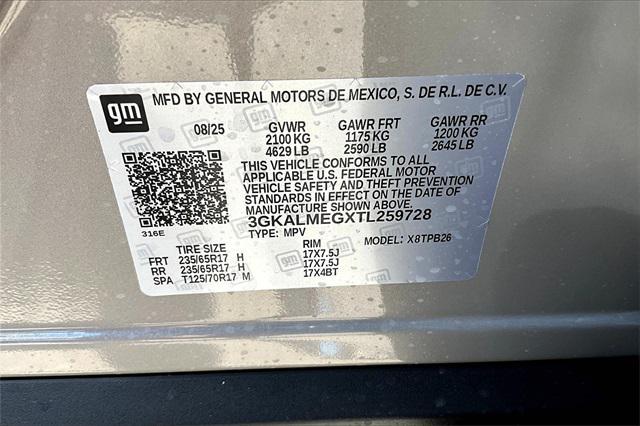 gm
MFD BY GENERAL MOTORS DE MEXICO, S. DE R.L. DE C.V.
08/25 GVWR GAWR FRT GAWR RR
2100 KG 1175 KG 1200 KG
4629 LB 2590 LB 2645 LB
THIS VEHICLE CONFORMS TO ALL
APPLICABLE U.S. FEDERAL MOTOR
VEHICLE SAFETY AND THEFT PREVENTION
STANDARDS IN EFFECT ON THE DATE OF
MANUFACTURE SHOWN ABOVE.
3GKALMEGXTL259728
316E TYPE: MPV MODEL: X8TPB26
TIRE SIZE RIM
FRT 235/65R17 H 17X7.5J
RR 235/65R17 H 17X7.5J
SPA T125/70R17 M 17X4BT